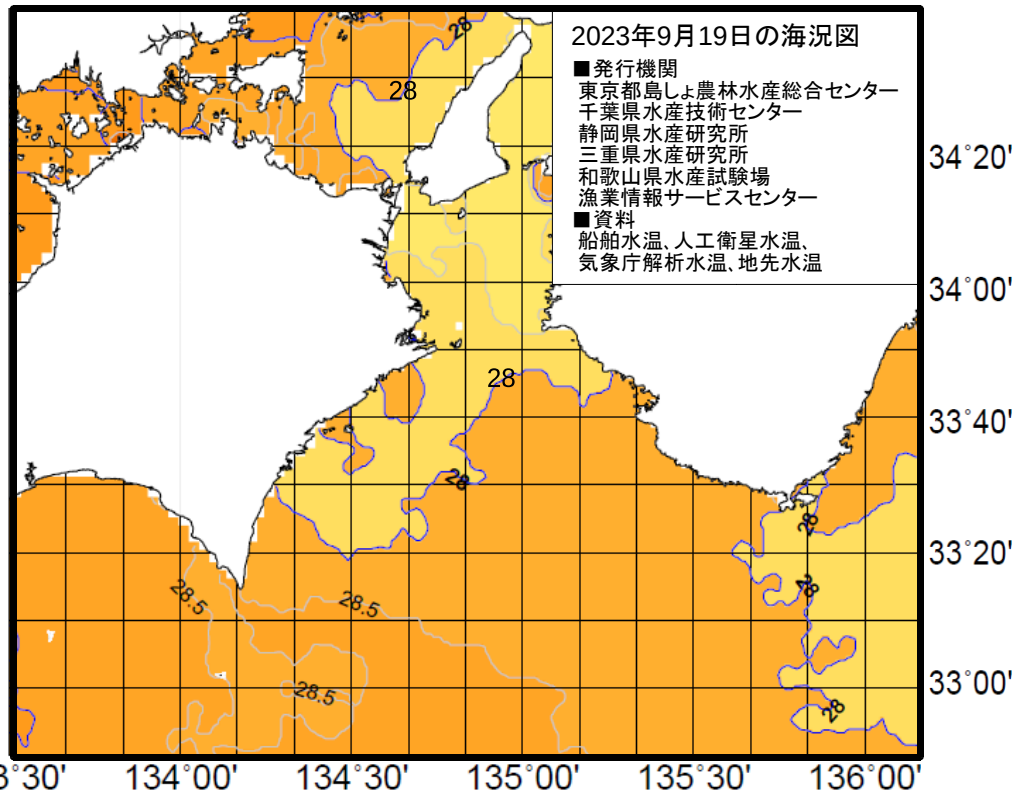 2023年9月19日の海況図
■発行機関
東京都島しょ農林水産総合センター
千葉県水産技術センター
静岡県水産研究所
三重県水産研究所
和歌山県水産試験場
漁業情報サービスセンター
■資料
船舶水温、人工衛星水温、
気象庁解析水温、地先水温
28
28
28
28
28
28
28
28.5
28.5
28.5
34°20'
34°00'
33°40'
33°20'
33°00'
3°30'
134°00'
134°30'
135°00'
135°30'
136°00'